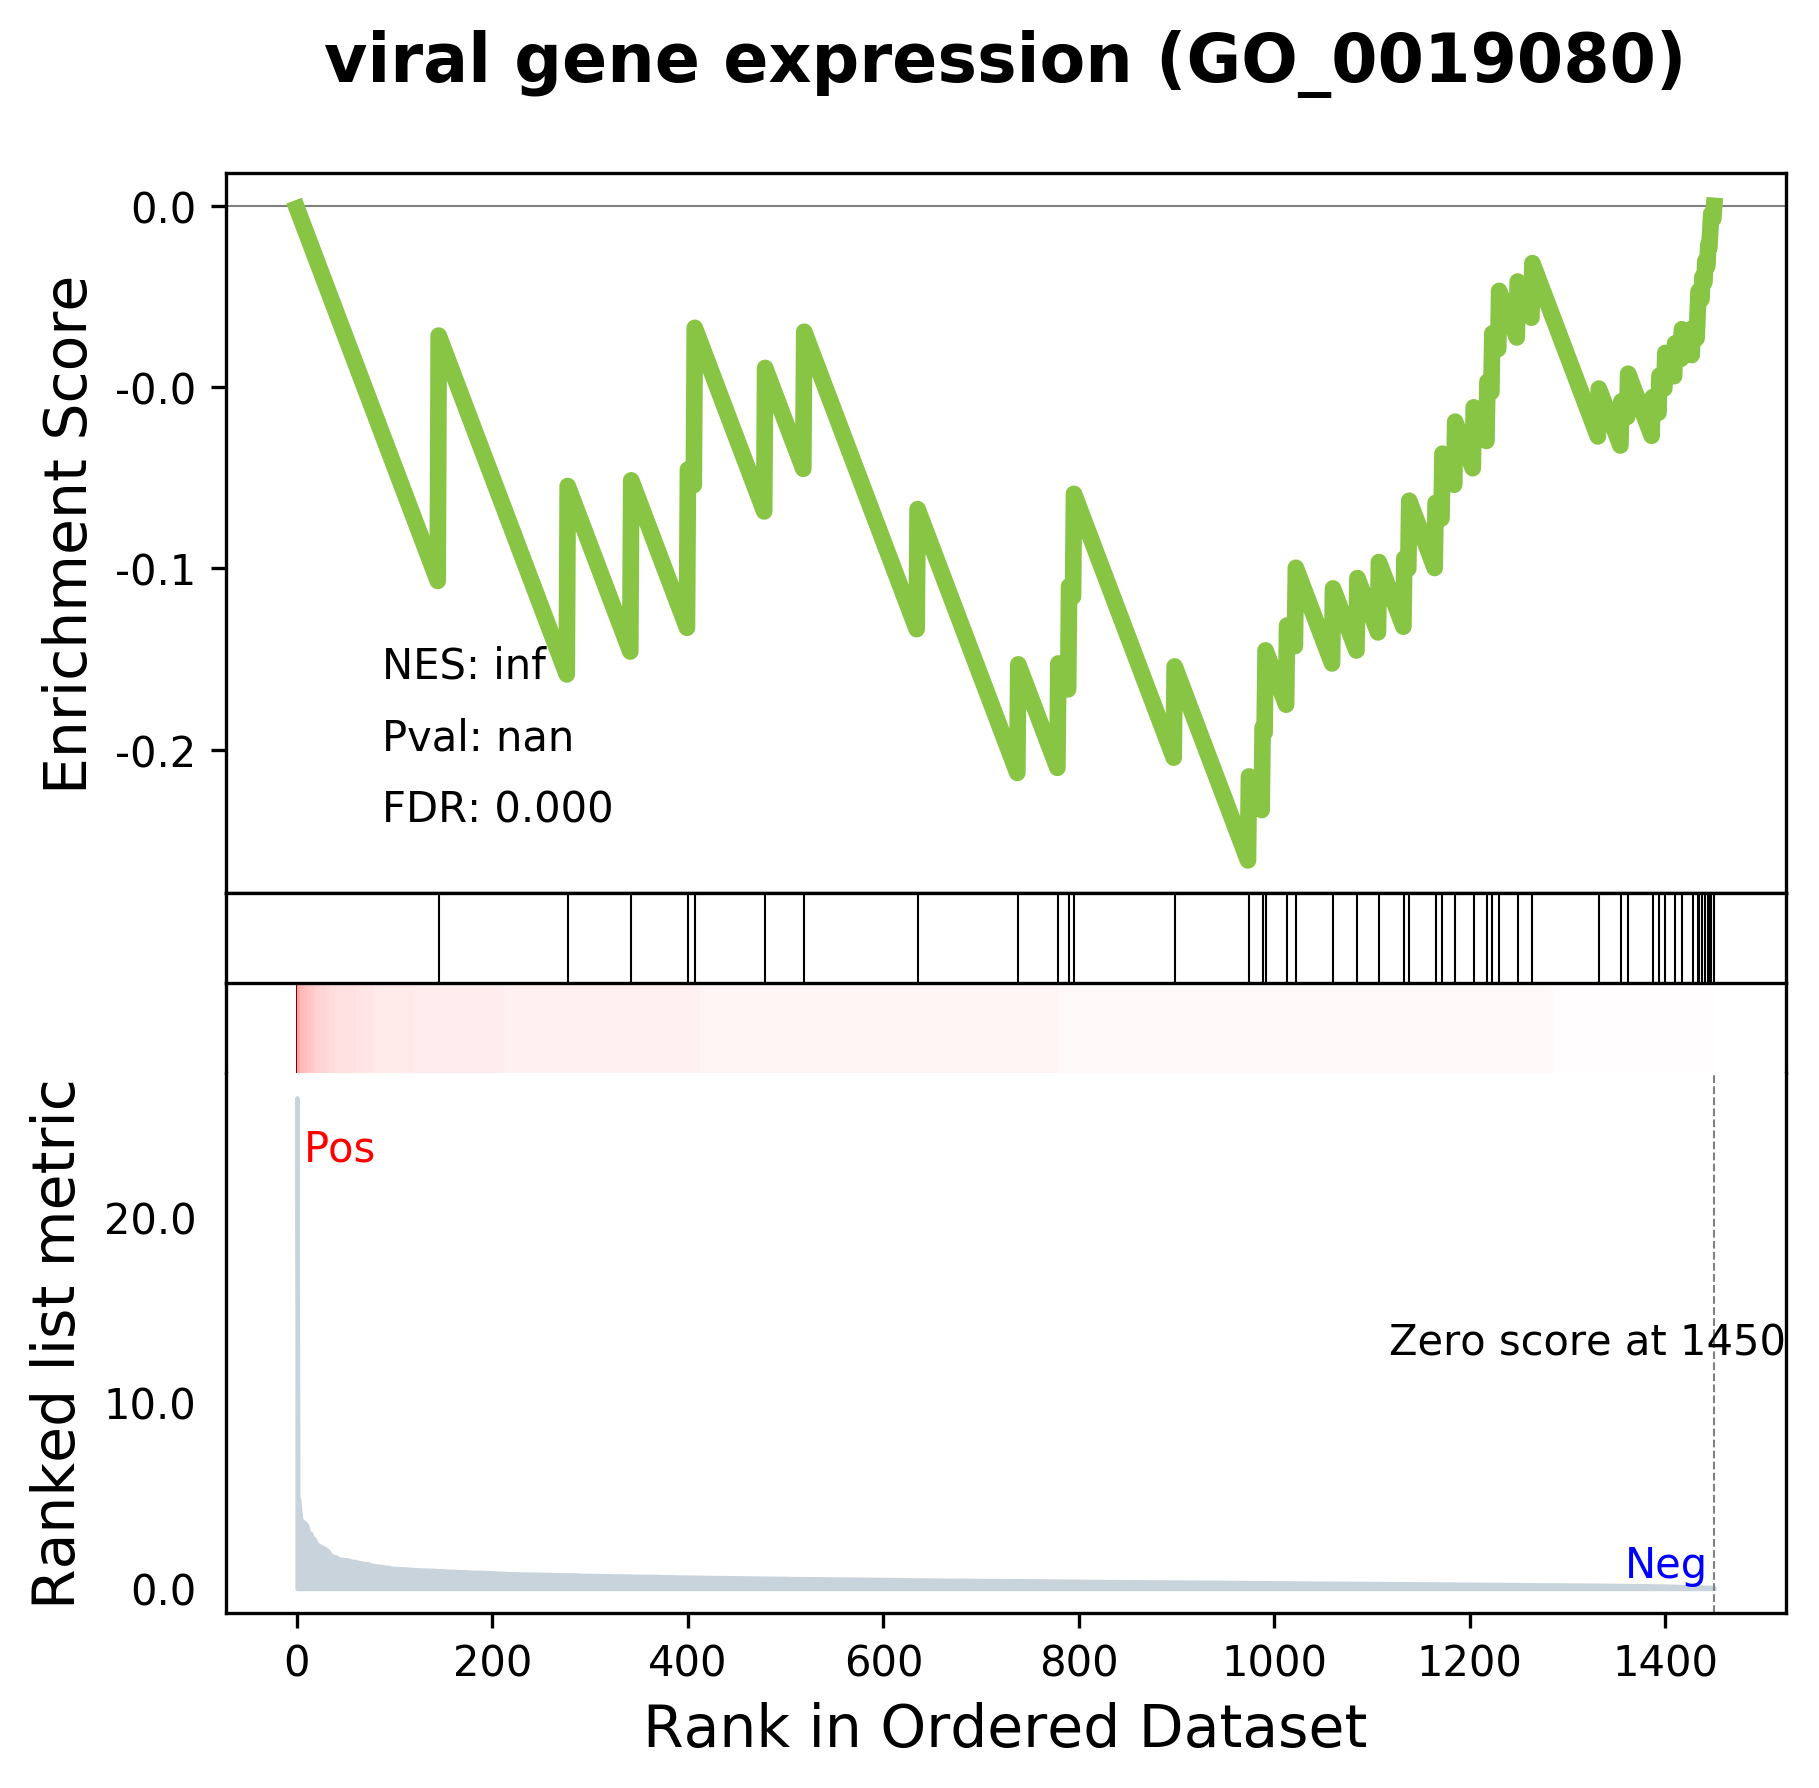 viral gene expression (GO_0019080)
Enrichment Score
0.0
-0.0
-0.1
-0.2
NES: inf
Pval: nan
FDR: 0.000
Ranked list metric
Pos
20.0
10.0
0.0
Zero score at 1450
Neg
0 200 400 600 800 1000 1200 1400
Rank in Ordered Dataset